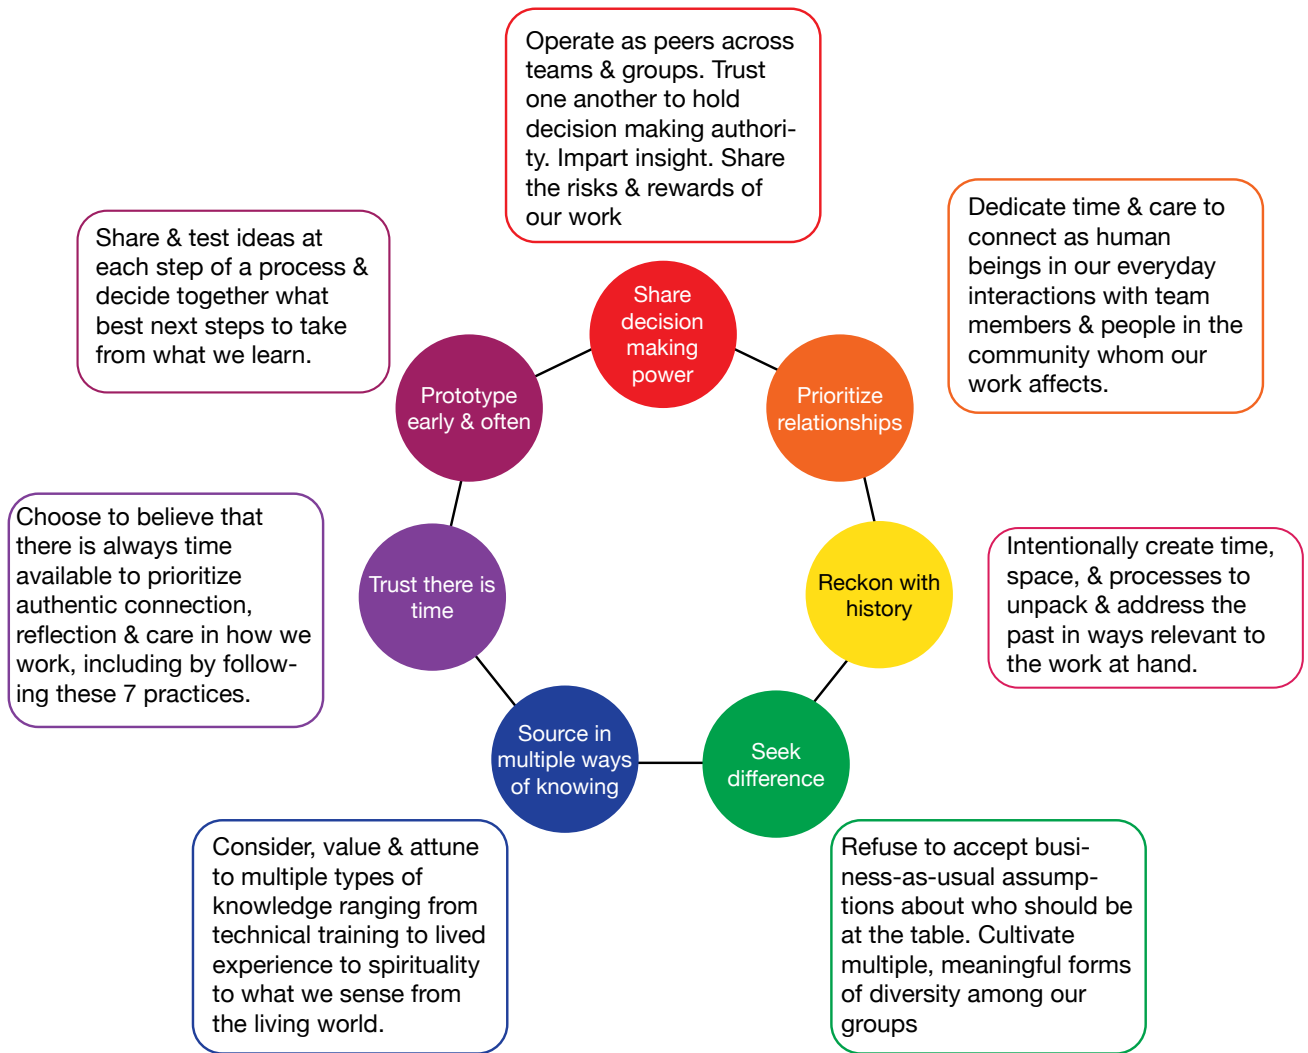 Operate as peers across
teams & groups. Trust
one another to hold
decision making authori-
ty. Impart insight. Share
the risks & rewards of
our work
Dedicate time & care to
connect as human
beings in our everyday
interactions with team
members & people in the
community whom our
work affects.
Share & test ideas at
each step of a process &
decide together what
best next steps to take
from what we learn.
Share
decision
making
power
Prototype
early & often
Prioritize
relationships
Choose to believe that
there is always time
available to prioritize
authentic connection,
reflection & care in how we
work, including by follow-
ing these 7 practices.
Trust there is
time
Reckon with
history
Intentionally create time,
space, & processes to
unpack & address the
past in ways relevant to
the work at hand.
Source in
multiple ways
of knowing
Seek
difference
Consider, value & attune
to multiple types of
knowledge ranging from
technical training to lived
experience to spirituality
to what we sense from
the living world.
Refuse to accept busi-
ness-as-usual assump-
tions about who should be
at the table. Cultivate
multiple, meaningful forms
of diversity among our
groups